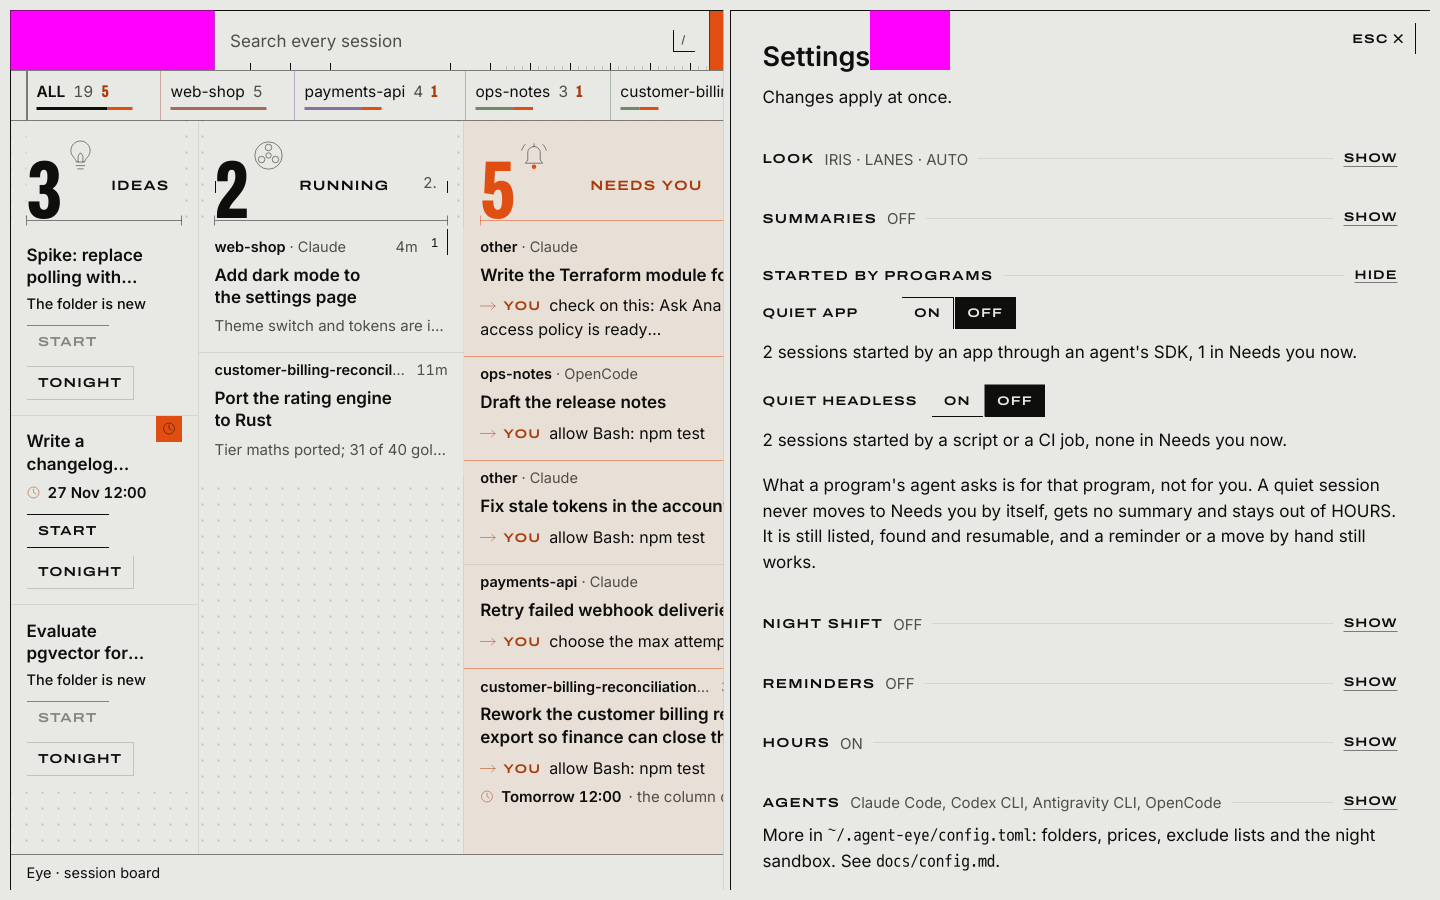 Search every session
/
ALL 19 5
web-shop 5
payments-api 4 1
ops-notes 3 1
customer-billin
3 IDEAS
Spike: replace
polling with…
The folder is new
START
TONIGHT
Write a
changelog…
27 Nov 12:00
START
TONIGHT
Evaluate
pgvector for…
The folder is new
START
TONIGHT
2 RUNNING 2.
web-shop · Claude 4m 1
Add dark mode to
the settings page
Theme switch and tokens are i…
customer-billing-reconcil… 11m
Port the rating engine
to Rust
Tier maths ported; 31 of 40 gol…
5 NEEDS YOU
other · Claude
Write the Terraform module fo
→ YOU check on this: Ask Ana
access policy is ready…
ops-notes · OpenCode
Draft the release notes
→ YOU allow Bash: npm test
other · Claude
Fix stale tokens in the accoun
→ YOU allow Bash: npm test
payments-api · Claude
Retry failed webhook deliverie
→ YOU choose the max attemp
customer-billing-reconciliation…
Rework the customer billing re
export so finance can close th
→ YOU allow Bash: npm test
Tomorrow 12:00 · the column
Eye · session board
Settings
ESC ×
Changes apply at once.
LOOK IRIS · LANES · AUTO SHOW
SUMMARIES OFF SHOW
STARTED BY PROGRAMS HIDE
QUIET APP ON OFF
2 sessions started by an app through an agent's SDK, 1 in Needs you now.
QUIET HEADLESS ON OFF
2 sessions started by a script or a CI job, none in Needs you now.
What a program's agent asks is for that program, not for you. A quiet session
never moves to Needs you by itself, gets no summary and stays out of HOURS.
It is still listed, found and resumable, and a reminder or a move by hand still
works.
NIGHT SHIFT OFF SHOW
REMINDERS OFF SHOW
HOURS ON SHOW
AGENTS Claude Code, Codex CLI, Antigravity CLI, OpenCode SHOW
More in ~/.agent-eye/config.toml: folders, prices, exclude lists and the night
sandbox. See docs/config.md.